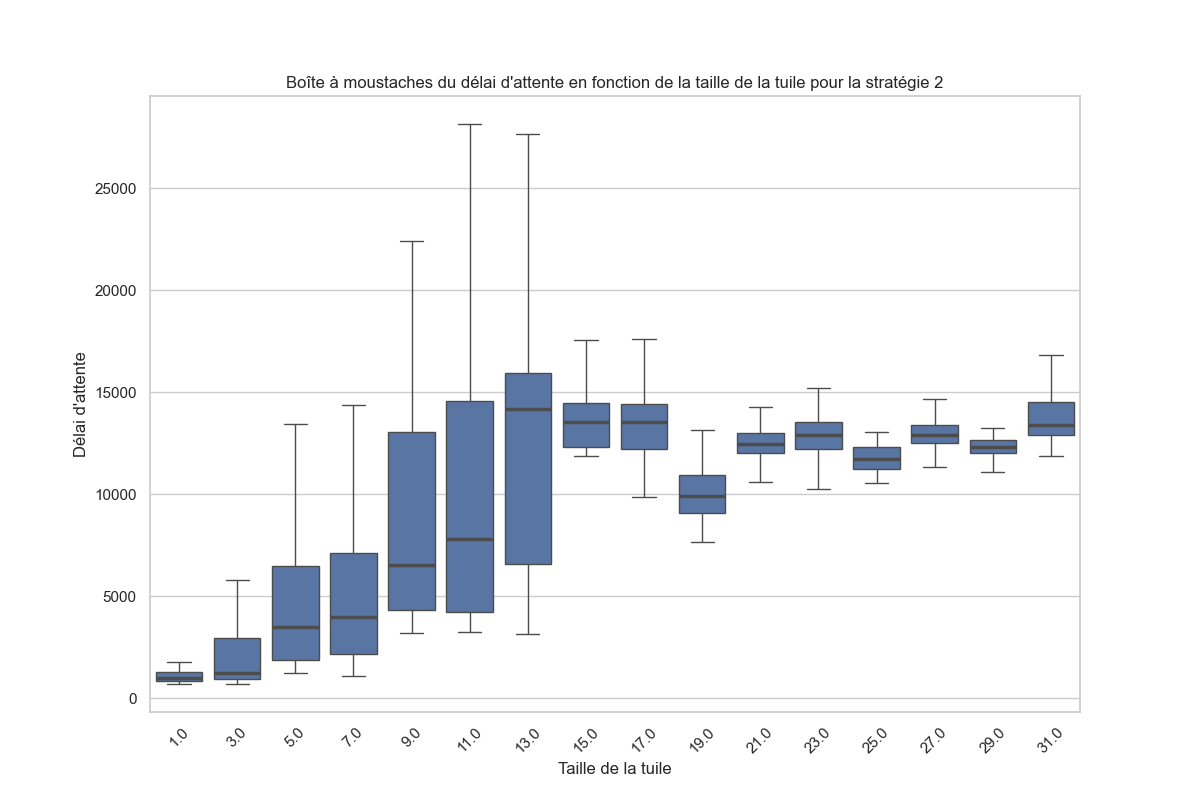 Boîte à moustaches du délai d'attente en fonction de la taille de la tuile pour la stratégie 2
25000
20000
15000
10000
5000
0
Délai d'attente
1.0 3.0 5.0 7.0 9.0 11.0 13.0 15.0 17.0 19.0 21.0 23.0 25.0 27.0 29.0 31.0
Taille de la tuile